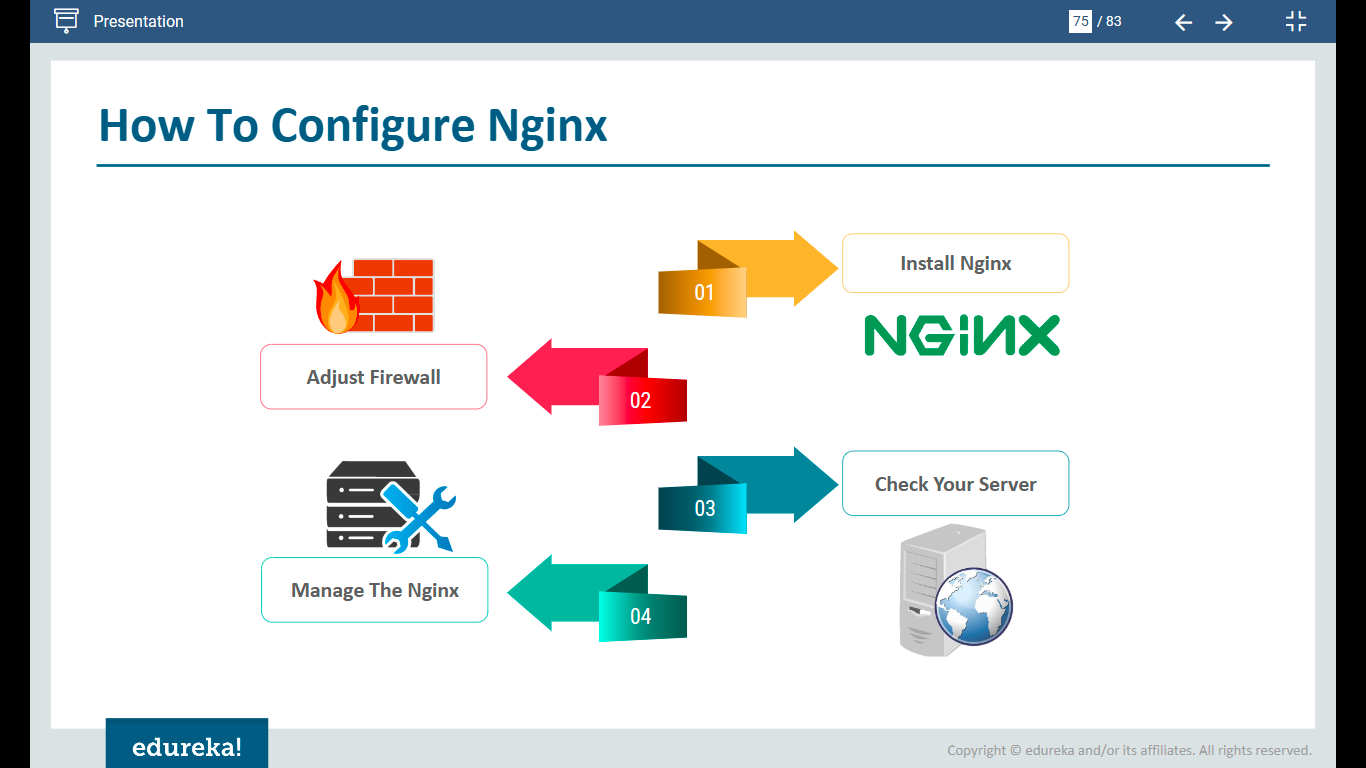 Presentation
75 / 83
How To Configure Nginx
01
Install Nginx
NGINX
Adjust Firewall
02
03
Check Your Server
Manage The Nginx
04
edureka!
Copyright © edureka and/or its affiliates. All rights reserved.